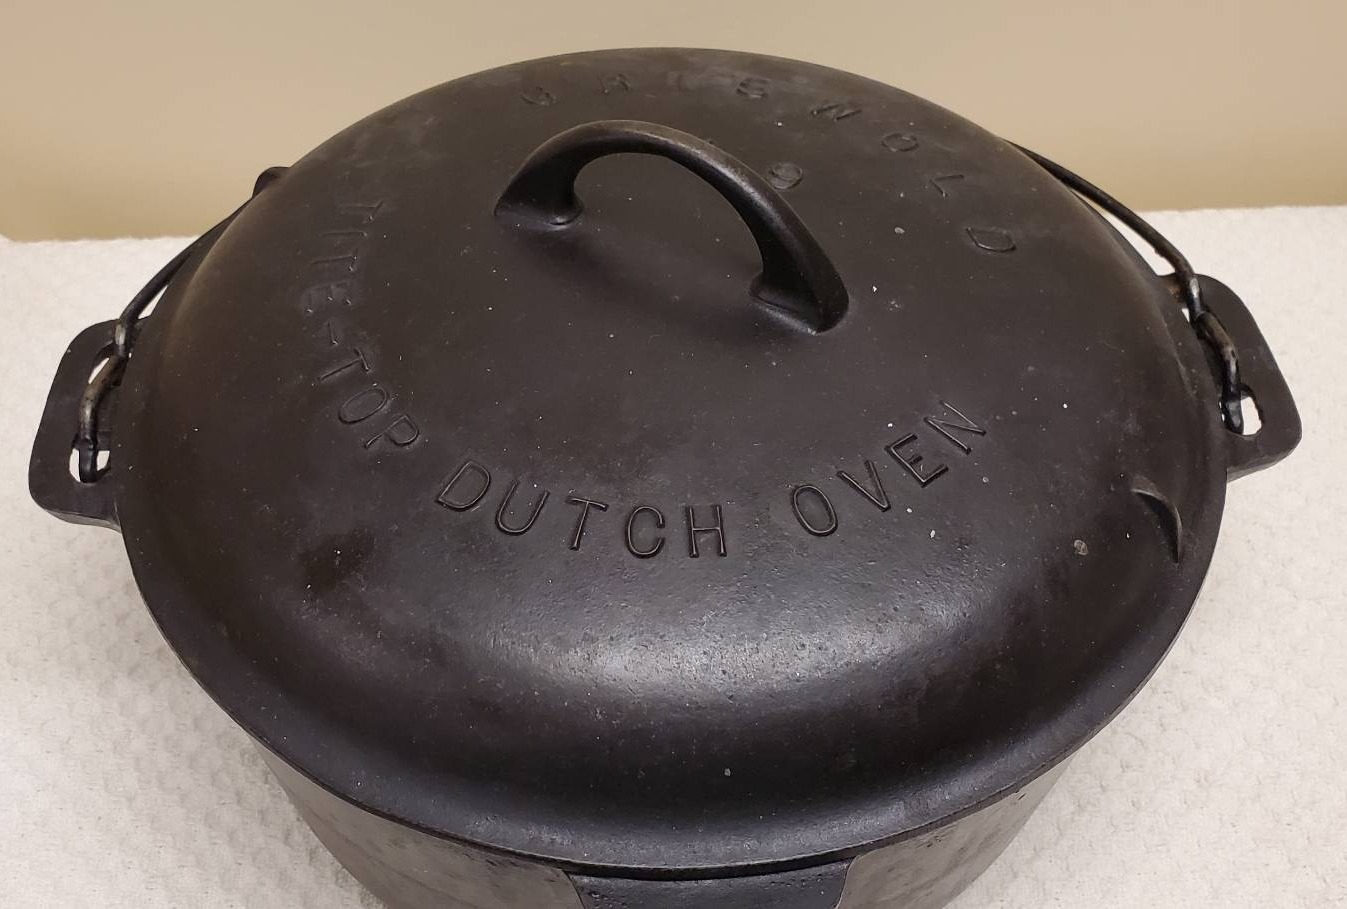 GRISWOLD
9
TITE-TOP DUTCH OVEN